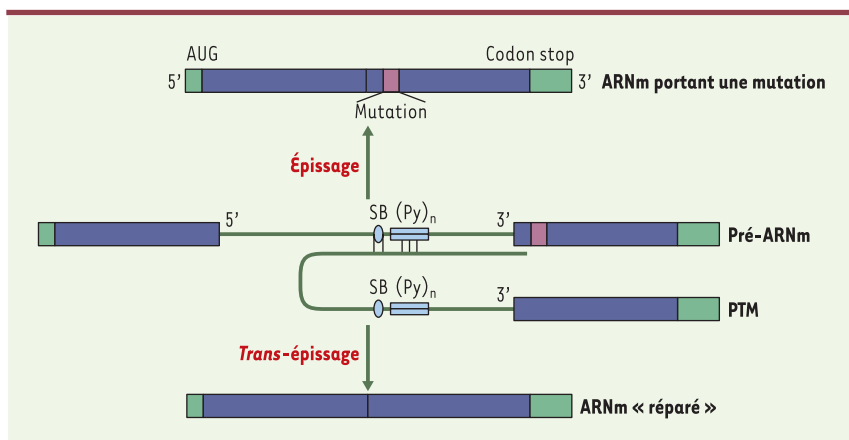 AUG
Codon stop
5’ 3’ ARNm portant une mutation
Mutation
Épissage
5’ SB (Py)n 3’
Pré-ARNm
SB (Py)n 3’
PTM
Trans-épissage
ARNm « réparé »